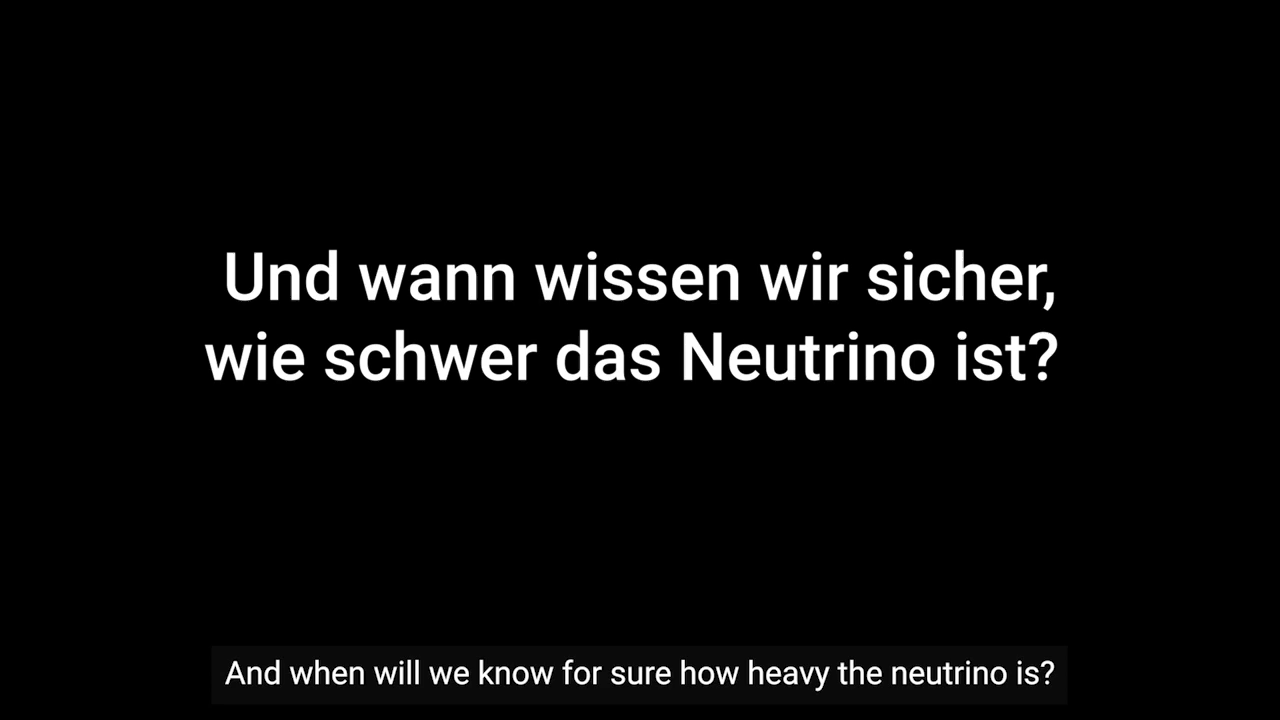 Und wann wissen wir sicher,
wie schwer das Neutrino ist?
And when will we know for sure how heavy the neutrino is?